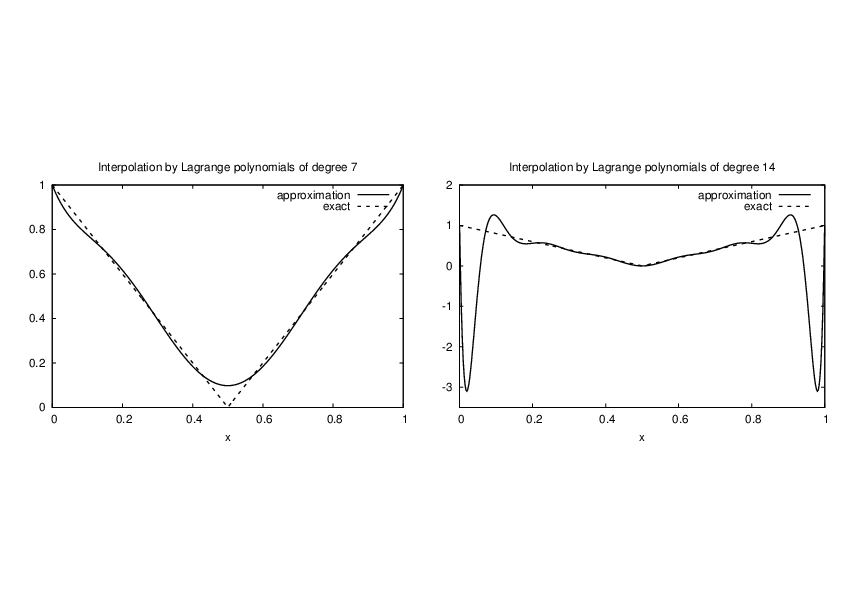 Interpolation by Lagrange polynomials of degree 7
approximation
exact
1
0.8
0.6
0.4
0.2
0
0 0.2 0.4 0.6 0.8 1
x
Interpolation by Lagrange polynomials of degree 14
approximation
exact
2
1
0
-1
-2
-3
0 0.2 0.4 0.6 0.8 1
x